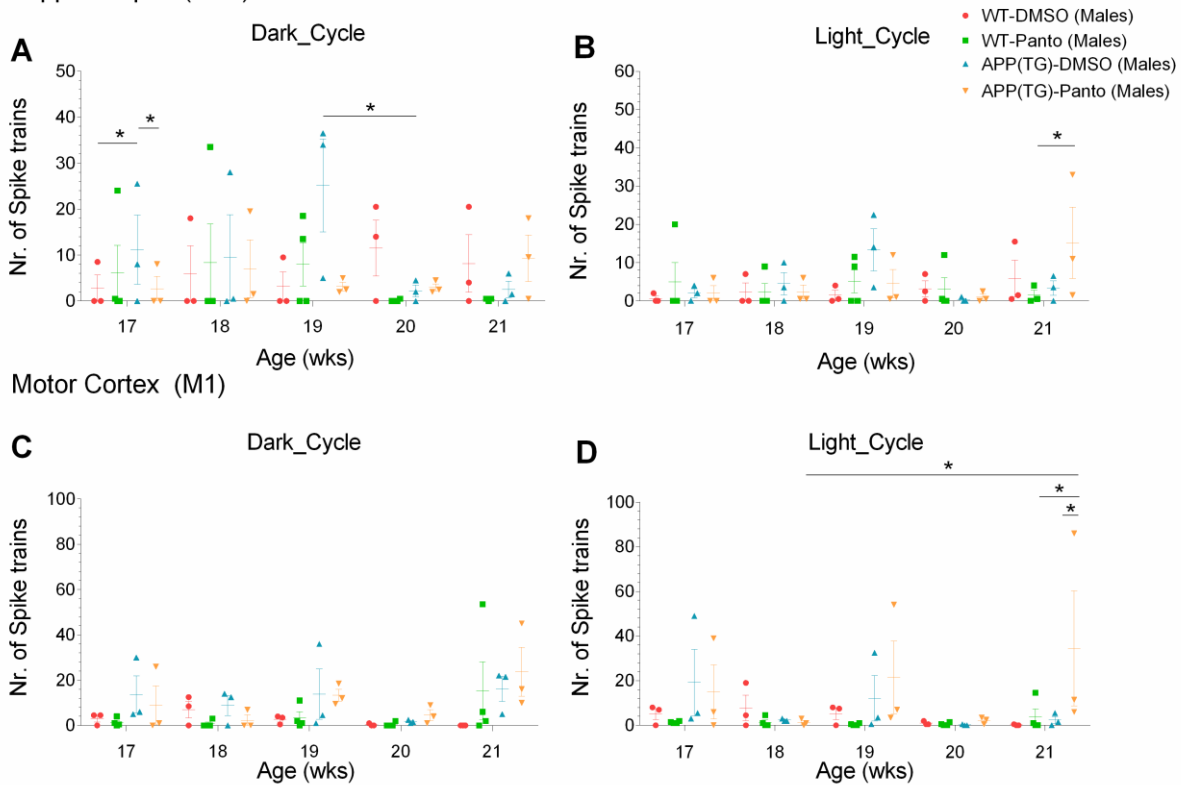 WT-DMSO (Males)
WT-Panto (Males)
APP(TG)-DMSO (Males)
APP(TG)-Panto (Males)
A
Dark_Cycle
Nr. of Spike trains
50
40
30
20
10
0
* * *
17 18 19 20 21
Age (wks)
B
Light_Cycle
Nr. of Spike trains
60
50
40
30
20
10
0
*
17 18 19 20 21
Age (wks)
Motor Cortex (M1)
C
Dark_Cycle
Nr. of Spike trains
100
80
60
40
20
0
17 18 19 20 21
Age (wks)
D
Light_Cycle
Nr. of Spike trains
100
80
60
40
20
0
*
*
*
17 18 19 20 21
Age (wks)